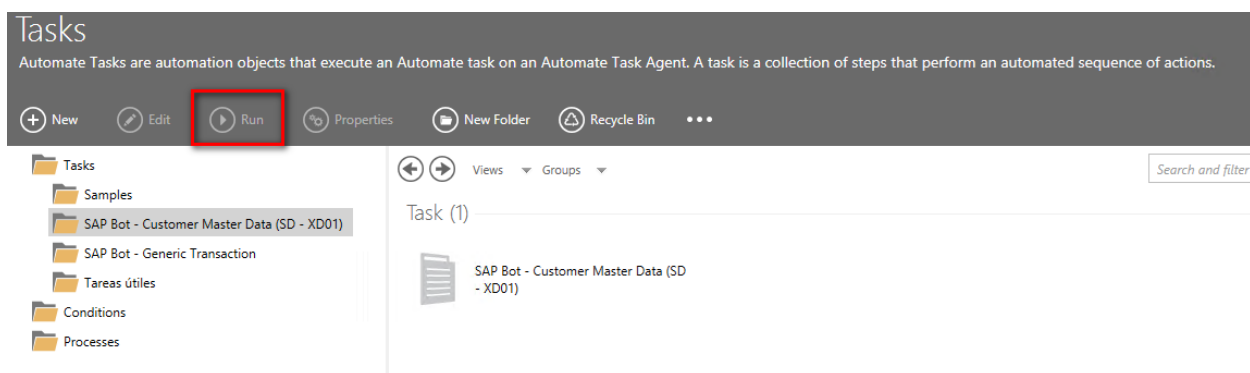 Tasks
Automate Tasks are automation objects that execute an Automate task on an Automate Task Agent. A task is a collection of steps that perform an automated sequence of actions.
New Edit Run Properties New Folder Recycle Bin •••
Tasks
Samples
SAP Bot - Customer Master Data (SD - XD01)
SAP Bot - Generic Transaction
Tareas útiles
Conditions
Processes
Views Groups
Search and filter
Task (1)
SAP Bot - Customer Master Data (SD
- XD01)